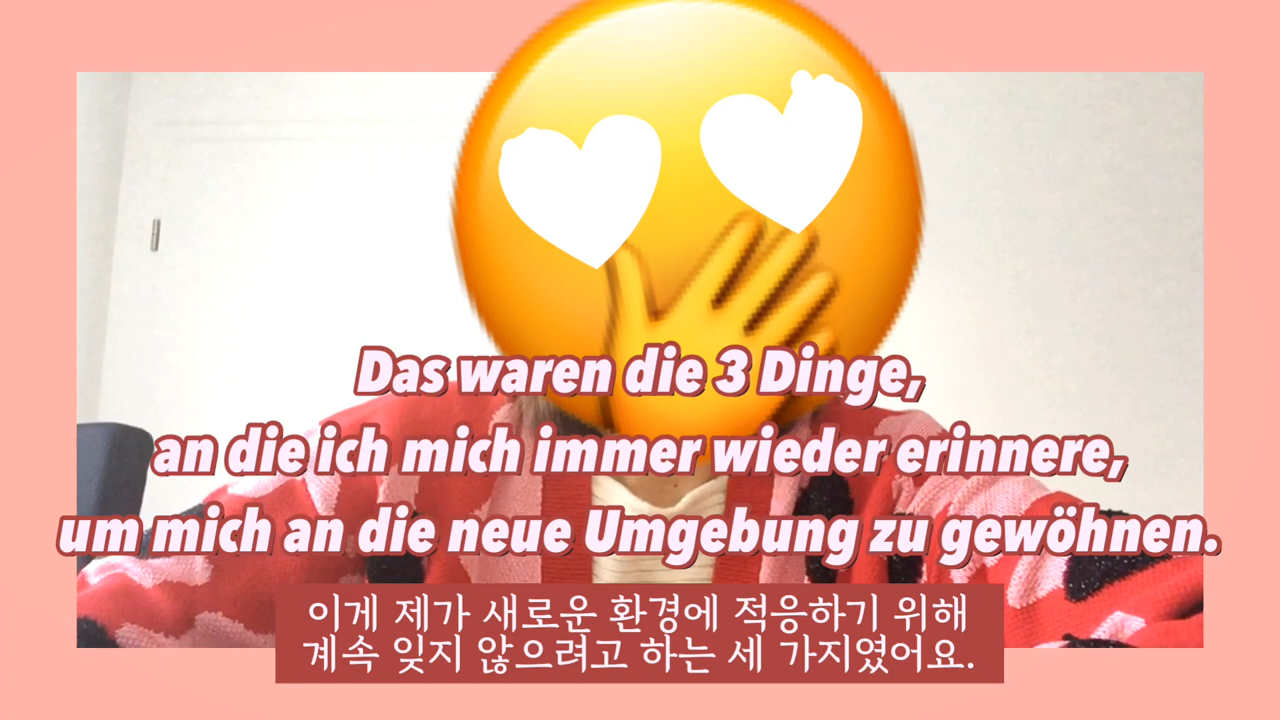 Das waren die 3 Dinge,
an die ich mich immer wieder erinnere,
um mich an die neue Umgebung zu gewöhnen.
이게 제가 새로운 환경에 적응하기 위해
계속 잊지 않으려고 하는 세 가지였어요.